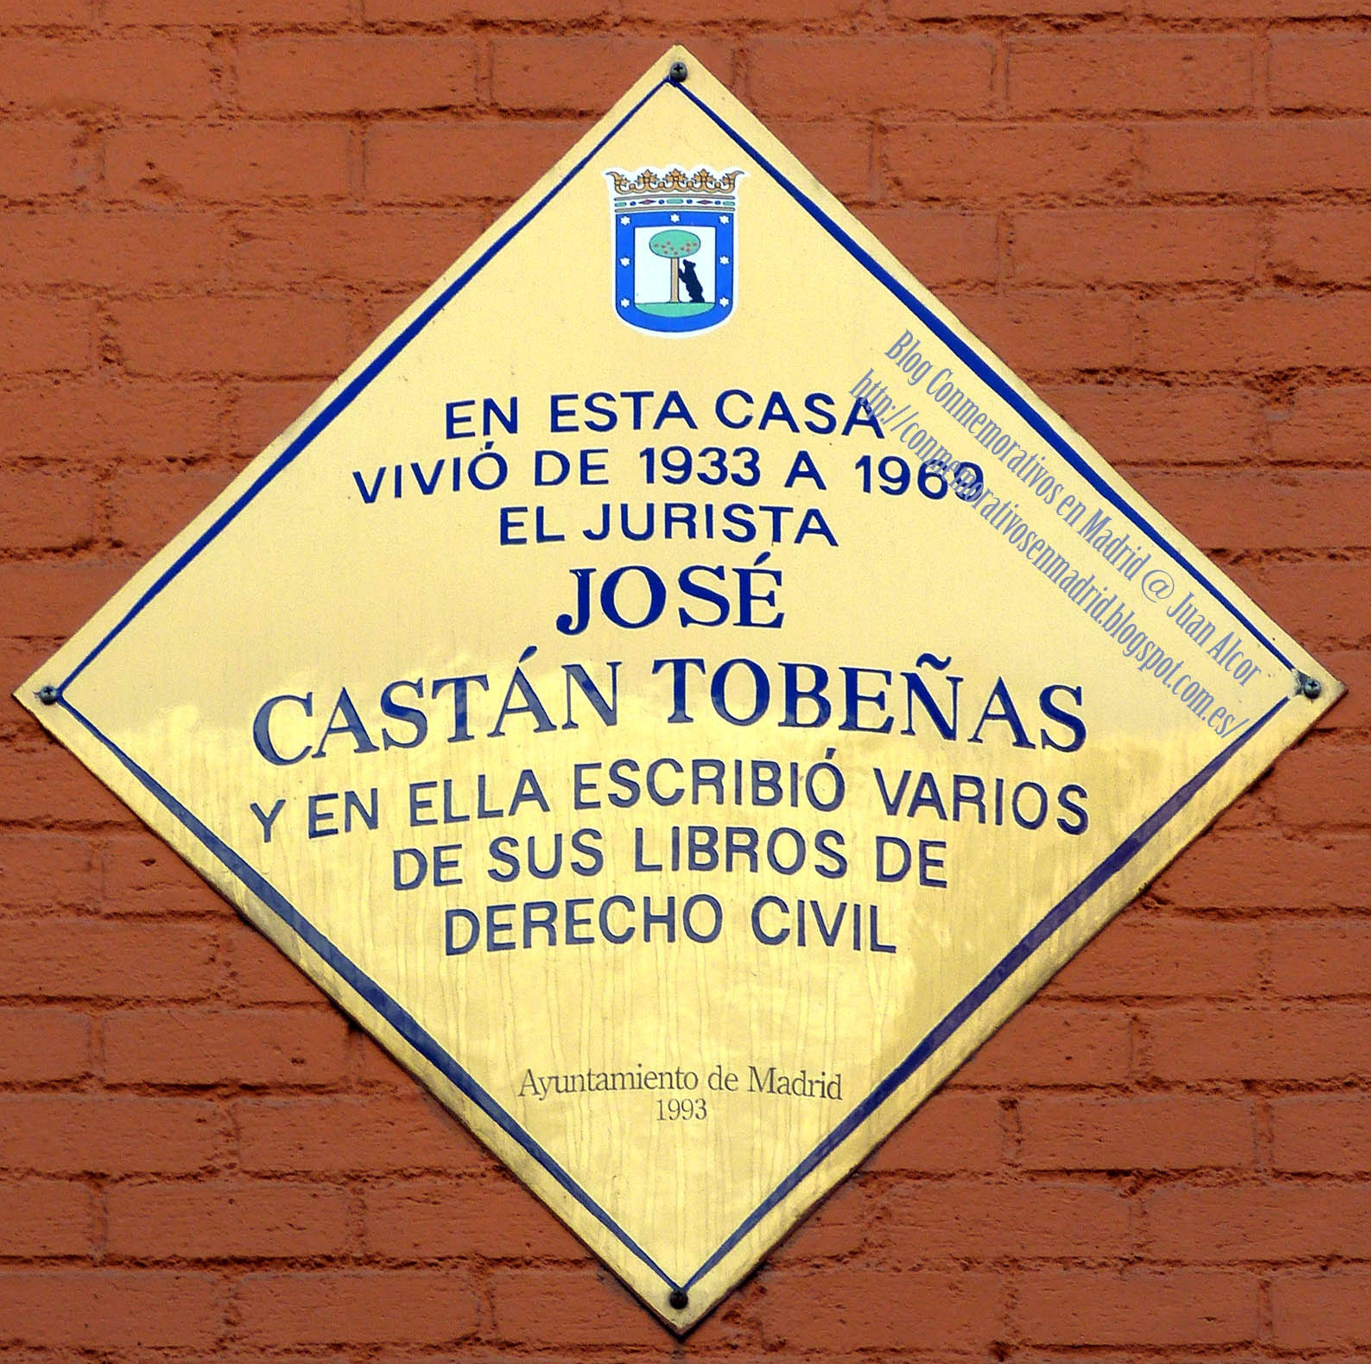 EN ESTA CASA
VIVIÓ DE 1933 A 1969
EL JURISTA
JOSÉ
CASTÁN TOBEÑAS
Y EN ELLA ESCRIBIÓ VARIOS
DE SUS LIBROS DE
DERECHO CIVIL
Ayuntamiento de Madrid
1993
Blog Conmemorativos en Madrid @ Juan Alcor
http://conmemorativosenmadrid.blogspot.com.es/